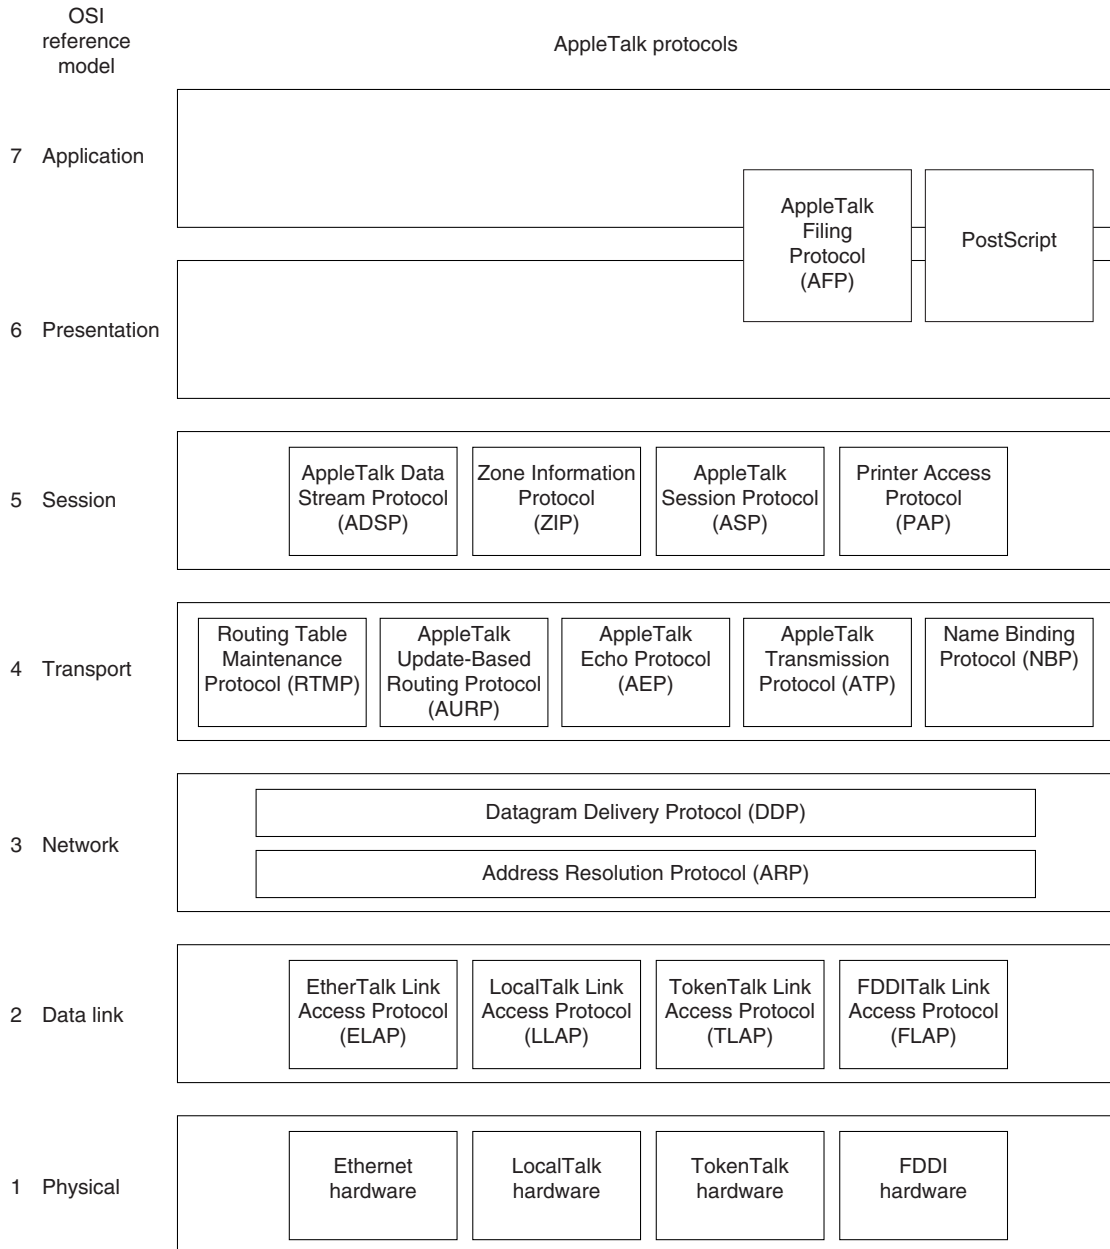 OSI
reference
model
AppleTalk protocols
7 Application
AppleTalk
Filing
Protocol
(AFP)
PostScript
6 Presentation
5 Session
AppleTalk Data
Stream Protocol
(ADSP)
Zone Information
Protocol
(ZIP)
AppleTalk
Session Protocol
(ASP)
Printer Access
Protocol
(PAP)
4 Transport
Routing Table
Maintenance
Protocol (RTMP)
AppleTalk
Update-Based
Routing Protocol
(AURP)
AppleTalk
Echo Protocol
(AEP)
AppleTalk
Transmission
Protocol (ATP)
Name Binding
Protocol (NBP)
3 Network
Datagram Delivery Protocol (DDP)
Address Resolution Protocol (ARP)
2 Data link
EtherTalk Link
Access Protocol
(ELAP)
LocalTalk Link
Access Protocol
(LLAP)
TokenTalk Link
Access Protocol
(TLAP)
FDDITalk Link
Access Protocol
(FLAP)
1 Physical
Ethernet
hardware
LocalTalk
hardware
TokenTalk
hardware
FDDI
hardware